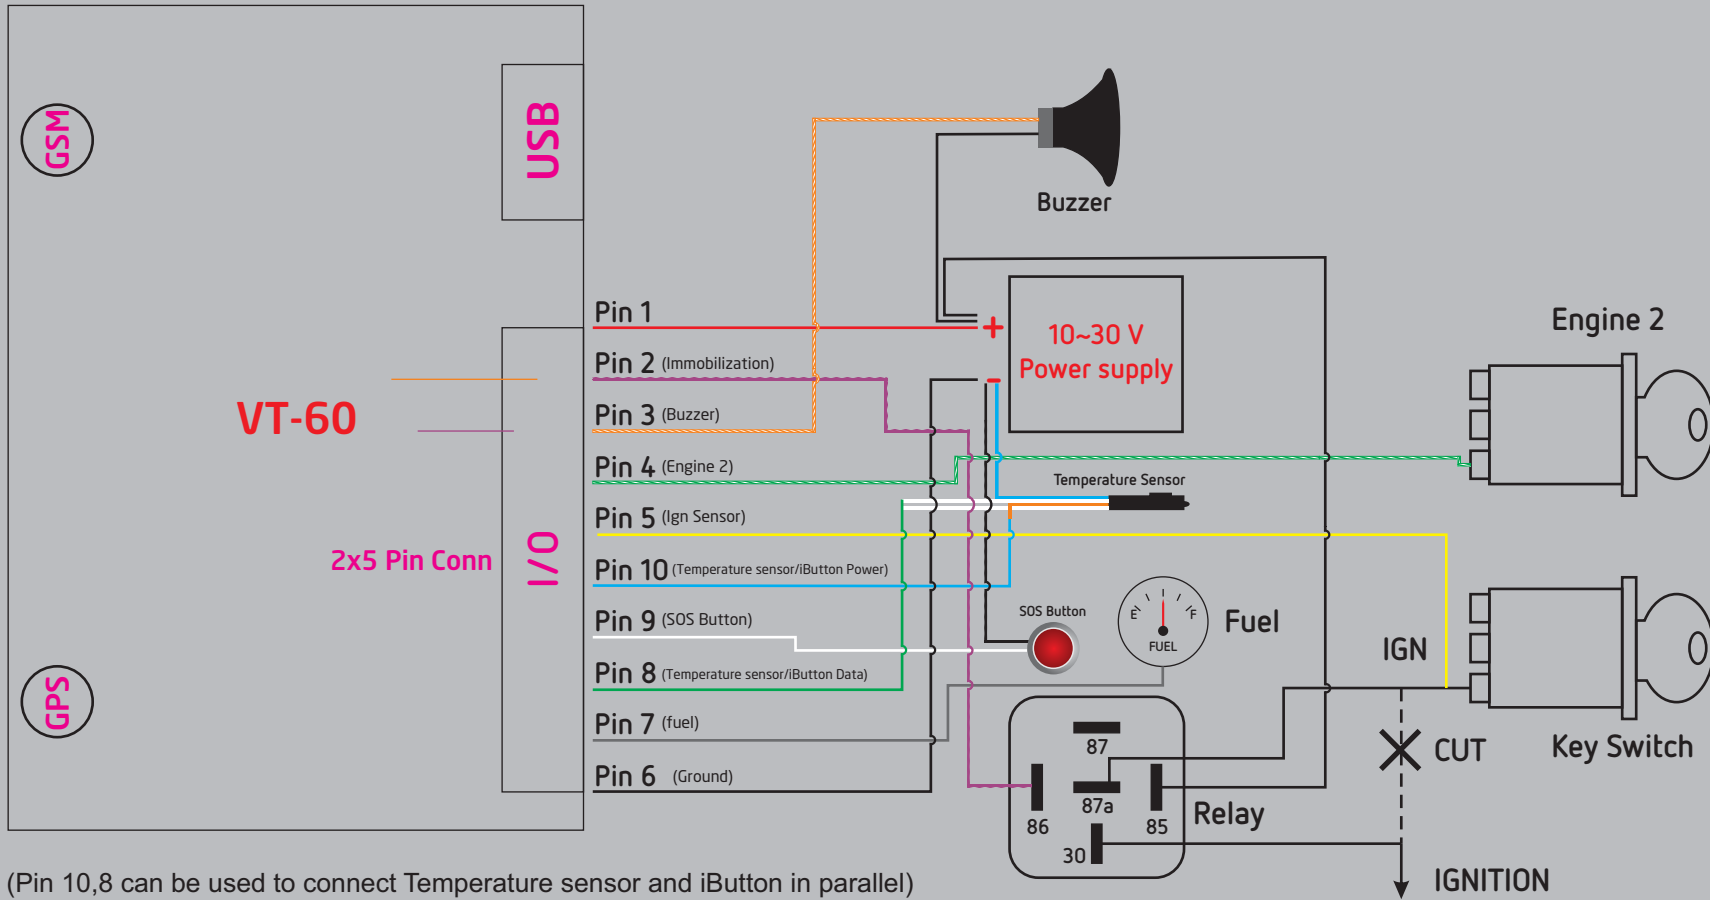 GSM
USB
Buzzer
Pin 1
+
10~30 V
Power supply
Engine 2
Pin 2 (Immobilization)
-
VT-60
Pin 3 (Buzzer)
Pin 4 (Engine 2)
Temperature Sensor
Pin 5 (Ign Sensor)
2x5 Pin Conn
I/O
Pin 10 (Temperature sensor/iButton Power)
SOS Button
Pin 9 (SOS Button)
E F
FUEL
Fuel
IGN
Pin 8 (Temperature sensor/iButton Data)
GPS
Pin 7 (fuel)
87
CUT
Key Switch
Pin 6 (Ground)
87a
86
85
Relay
30
IGNITION
(Pin 10,8 can be used to connect Temperature sensor and iButton in parallel)